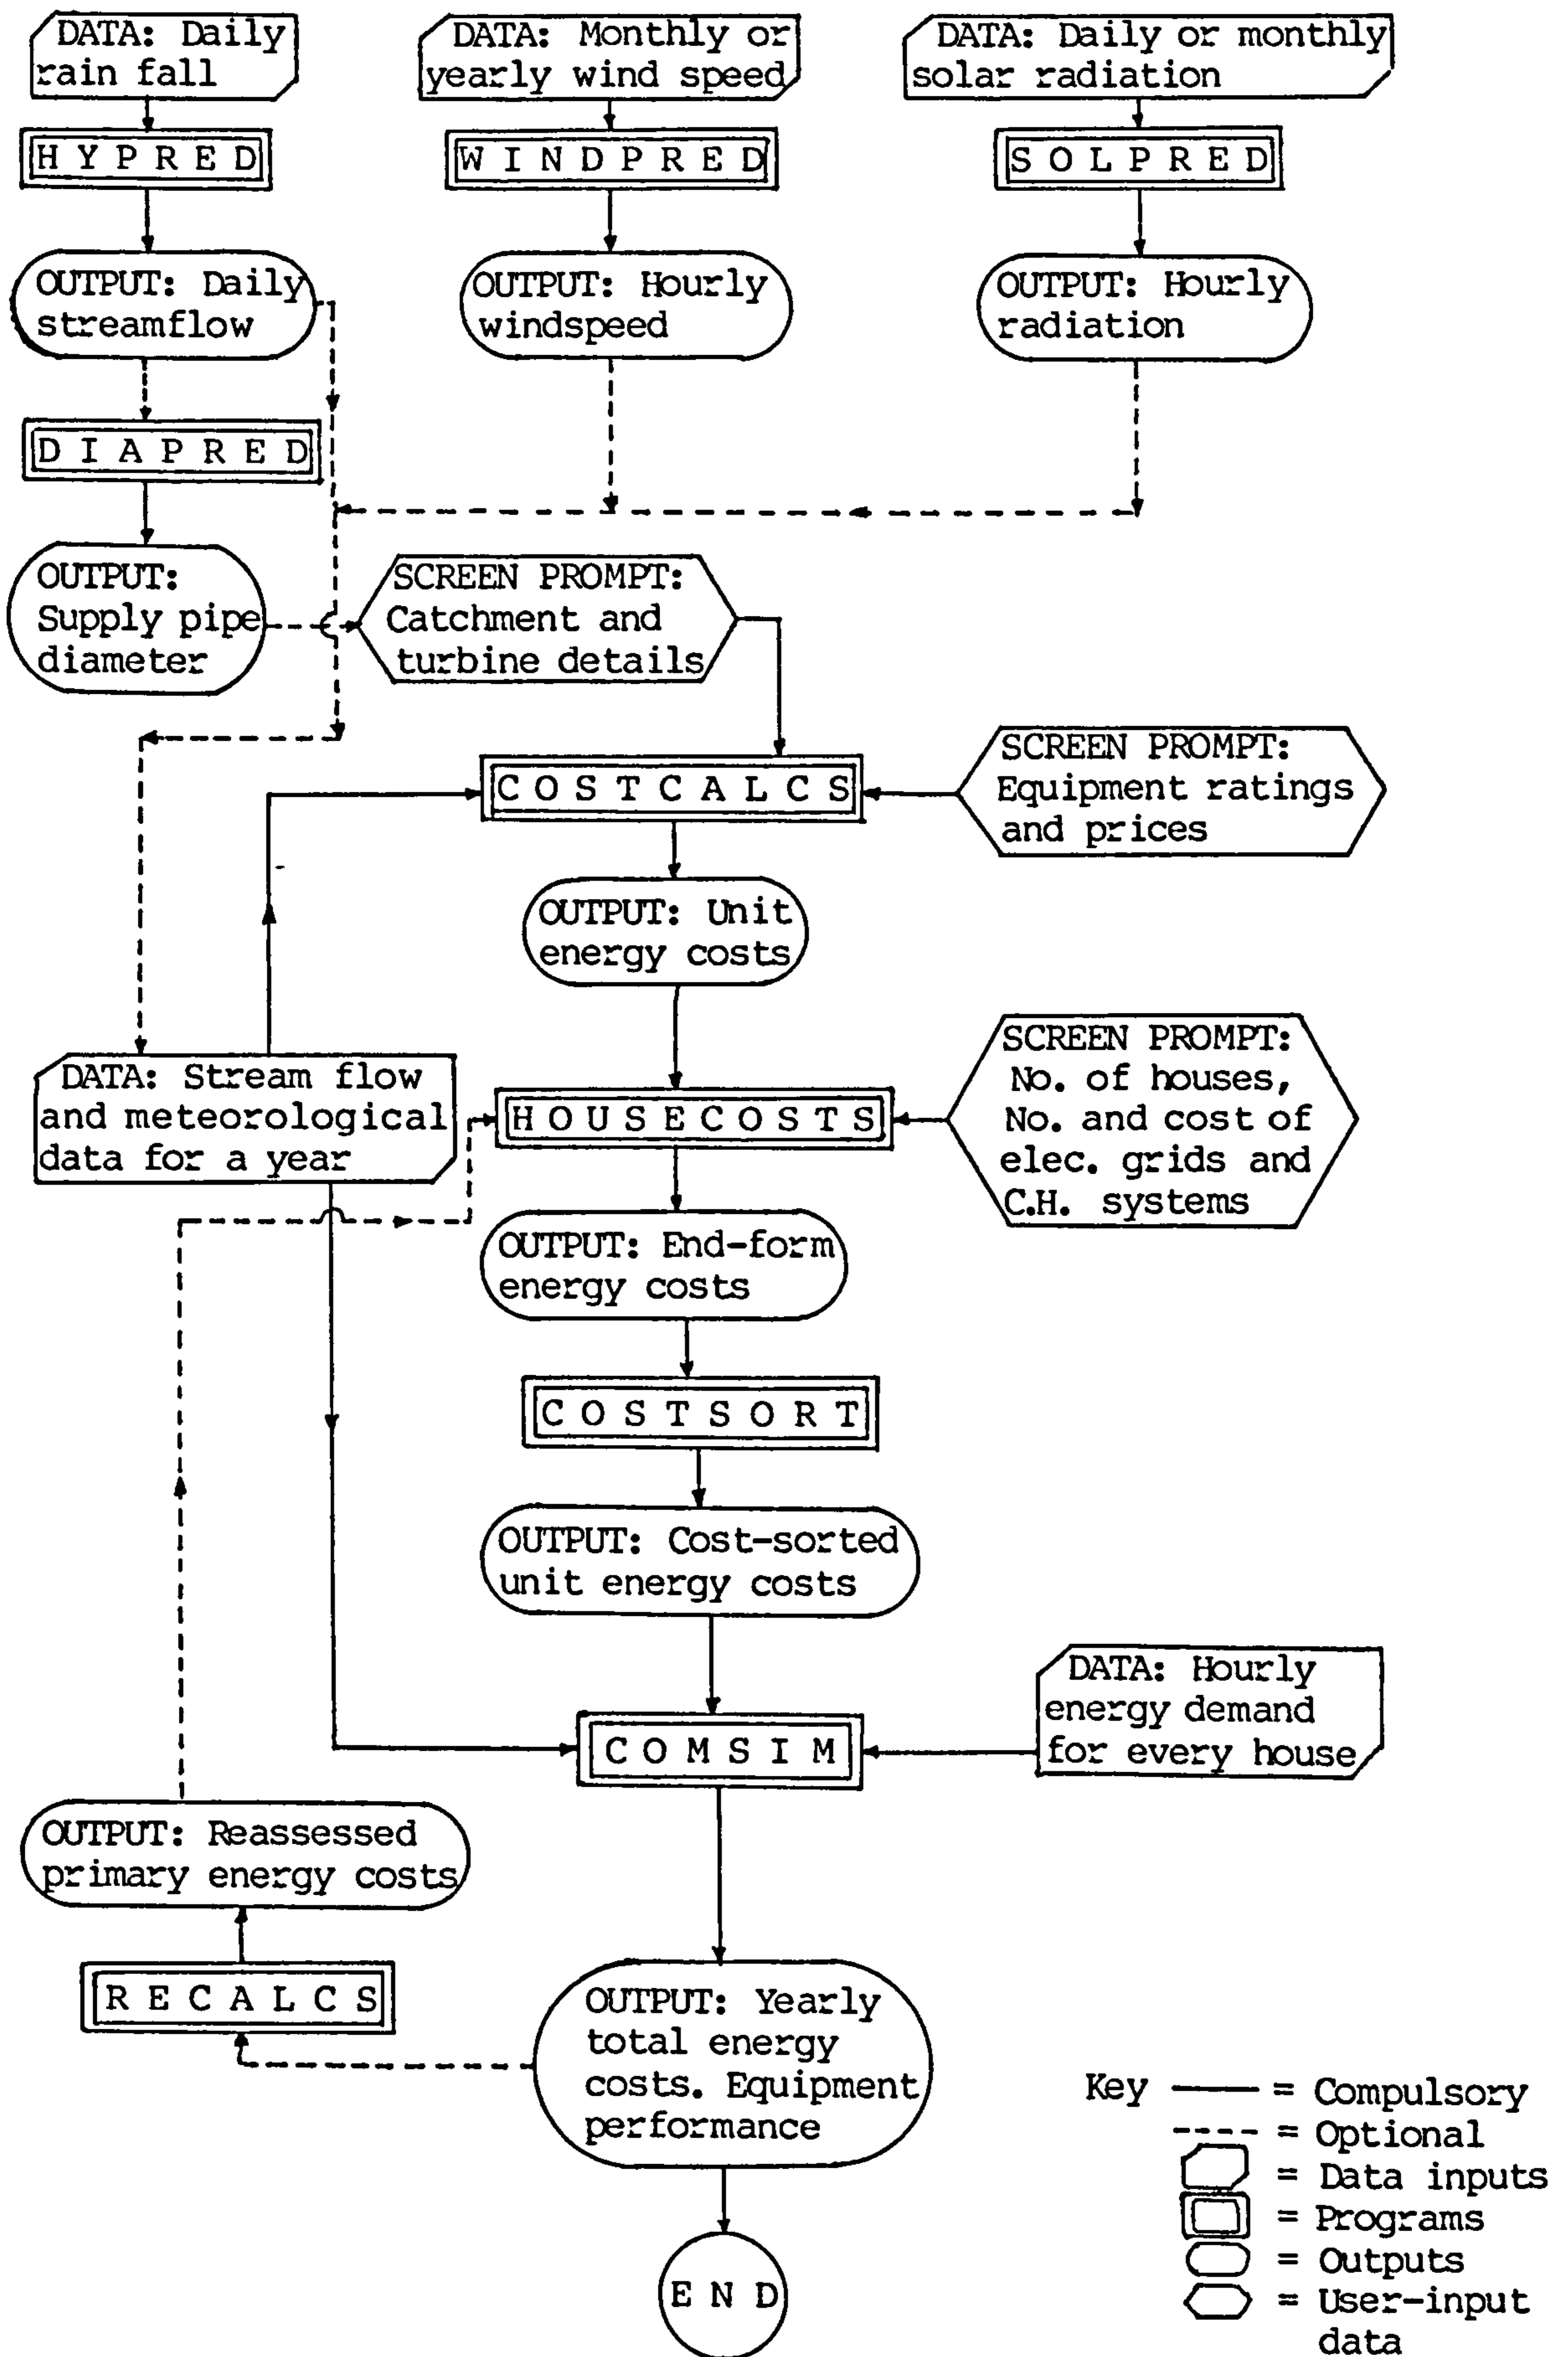 DATA: Daily
rain fall
DATA: Monthly or
yearly wind speed
DATA: Daily or monthly
solar radiation
H Y P R E D
W I N D P R E D
S O L P R E D
OUTPUT: Daily
streamflow
OUTPUT: Hourly
windspeed
OUTPUT: Hourly
radiation
D I A P R E D
OUTPUT:
Supply pipe
diameter
SCREEN PROMPT:
Catchment and
turbine details
C O S T C A L C S
SCREEN PROMPT:
Equipment ratings
and prices
OUTPUT: Unit
energy costs
DATA: Stream flow
and meteorological
data for a year
H O U S E C O S T S
SCREEN PROMPT:
No. of houses,
No. and cost of
elec. grids and
C.H. systems
OUTPUT: End-form
energy costs
C O S T S O R T
OUTPUT: Cost-sorted
unit energy costs
C O M S I M
DATA: Hourly
energy demand
for every house
OUTPUT: Reassessed
primary energy costs
R E C A L C S
OUTPUT: Yearly
total energy
costs. Equipment
performance
E N D
Key = Compulsory
= Optional
= Data inputs
= Programs
= Outputs
= User-input
data